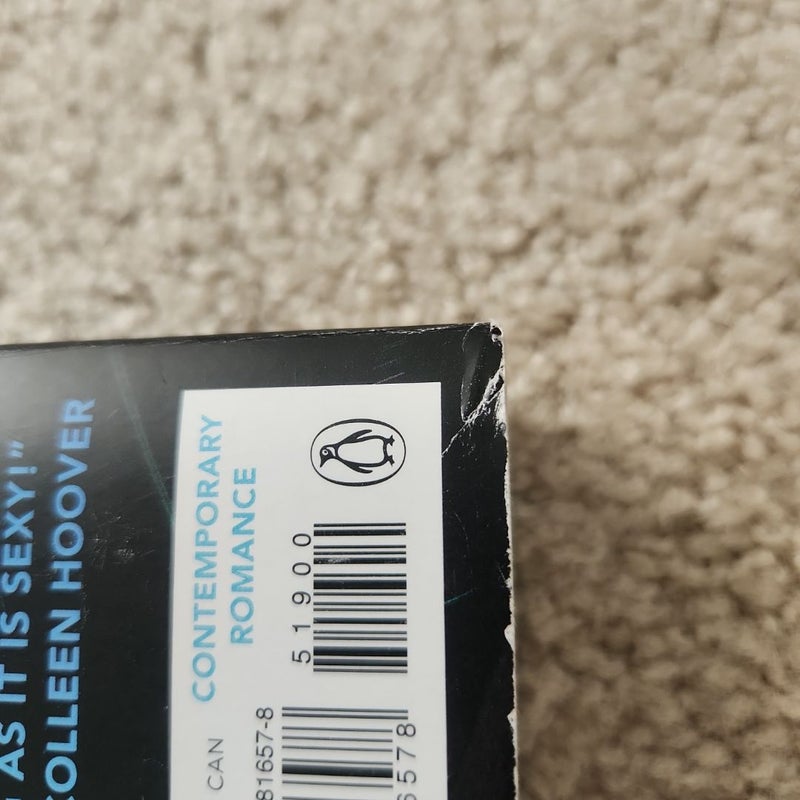 AS IT IS SEXY!"
COLLEEN HOOVER
CONTEMPORARY
ROMANCE
51900
CAN
81657-8
6578